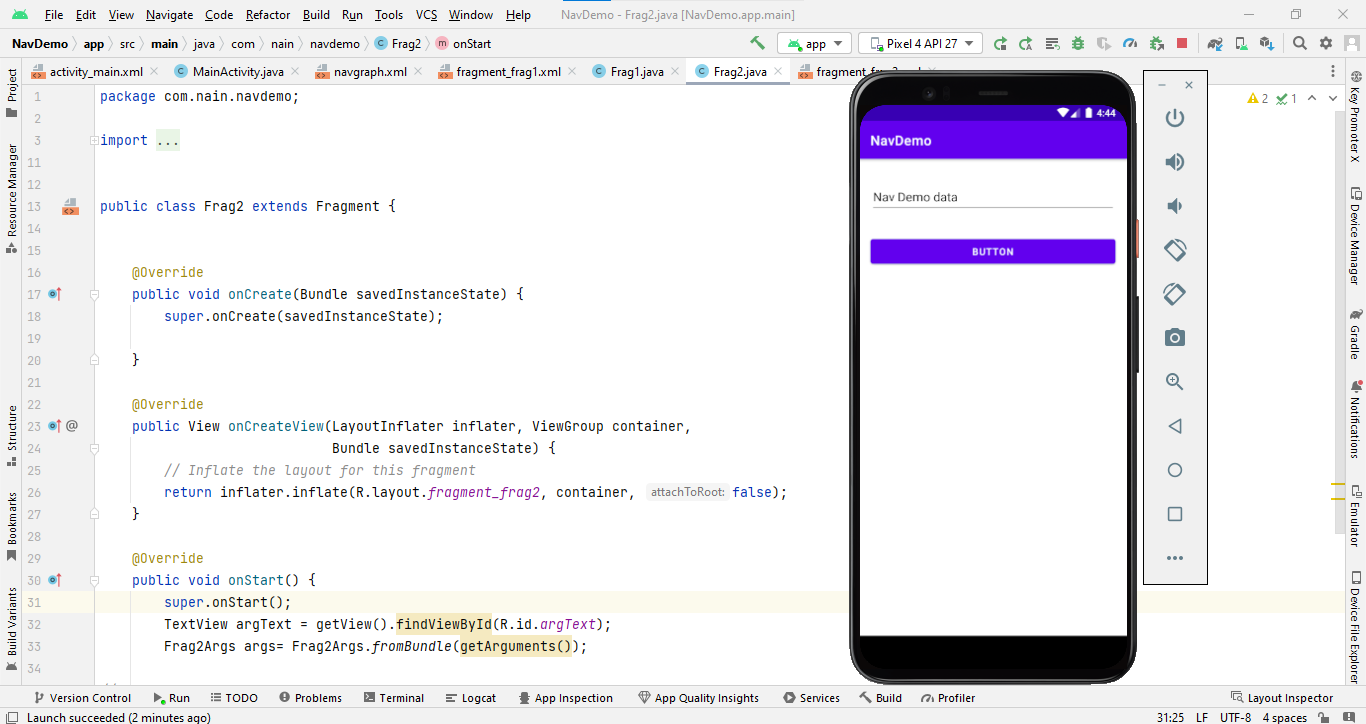 File Edit View Navigate Code Refactor Build Run Tools VCS Window Help NavDemo - Frag2.java [NavDemo.app.main]
NavDemo app src main java com nain navdemo Frag2 onStart app Pixel 4 API 27
activity_main.xml MainActivity.java navgraph.xml fragment_frag1.xml Frag1.java Frag2.java
Project
Resource Manager
Structure
Bookmarks
Build Variants
1 package com.nain.navdemo;
2
3 import ...
11
12
13 public class Frag2 extends Fragment {
14
15
16 @Override
17 public void onCreate(Bundle savedInstanceState) {
18 super.onCreate(savedInstanceState);
19
20 }
21
22 @Override
23 @ public View onCreateView(LayoutInflater inflater, ViewGroup container,
24 Bundle savedInstanceState) {
25 // Inflate the layout for this fragment
26 return inflater.inflate(R.layout.fragment_frag2, container, attachToRoot: false);
27 }
28
29 @Override
30 public void onStart() {
31 super.onStart();
32 TextView argText = getView().findViewById(R.id.argText);
33 Frag2Args args= Frag2Args.fromBundle(getArguments());
34
2 1
4:44
NavDemo
Nav Demo data
BUTTON
Key Promoter X
Device Manager
Gradle
Notifications
Emulator
Device File Explorer
Version Control Run TODO Problems Terminal Logcat App Inspection App Quality Insights Services Build Profiler Layout Inspector
Launch succeeded (2 minutes ago) 31:25 LF UTF-8 4 spaces